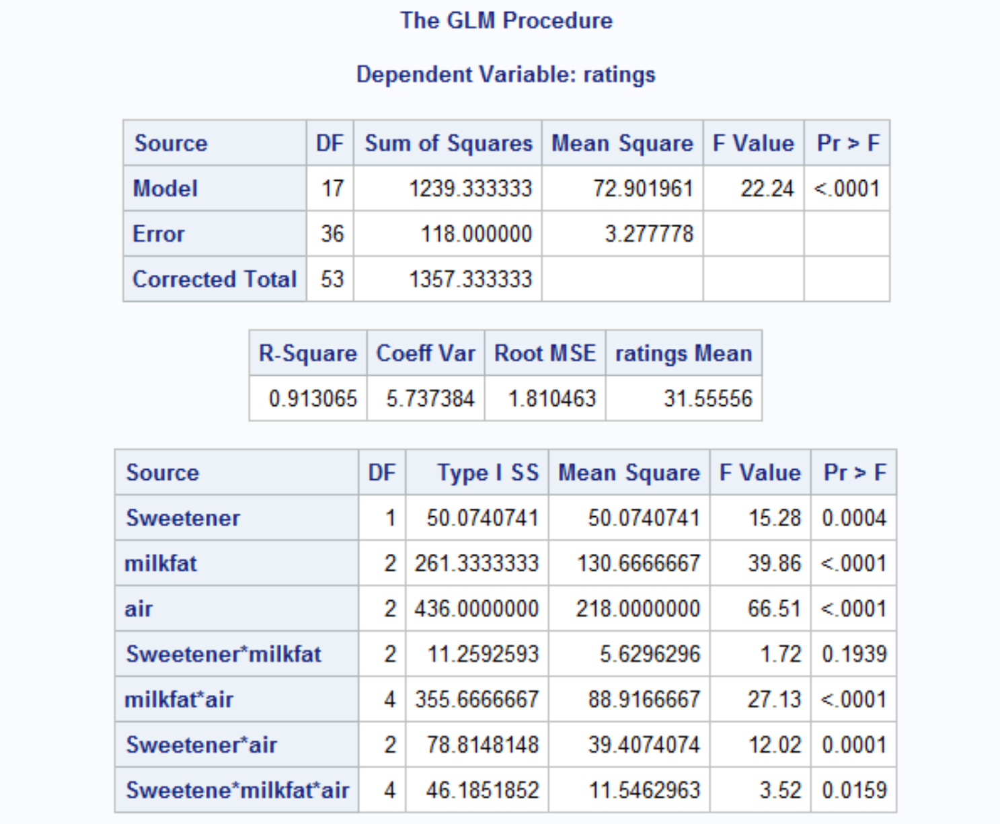 The GLM Procedure
Dependent Variable: ratings
Source DF Sum of Squares Mean Square F Value Pr > F
Model 17 1239.333333 72.901961 22.24 <.0001
Error 36 118.000000 3.277778
Corrected Total 53 1357.333333
R-Square Coeff Var Root MSE ratings Mean
0.913065 5.737384 1.810463 31.55556
Source DF Type I SS Mean Square F Value Pr > F
Sweetener 1 50.0740741 50.0740741 15.28 0.0004
milkfat 2 261.3333333 130.6666667 39.86 <.0001
air 2 436.0000000 218.0000000 66.51 <.0001
Sweetener*milkfat 2 11.2592593 5.6296296 1.72 0.1939
milkfat*air 4 355.6666667 88.9166667 27.13 <.0001
Sweetener*air 2 78.8148148 39.4074074 12.02 0.0001
Sweetene*milkfat*air 4 46.1851852 11.5462963 3.52 0.0159